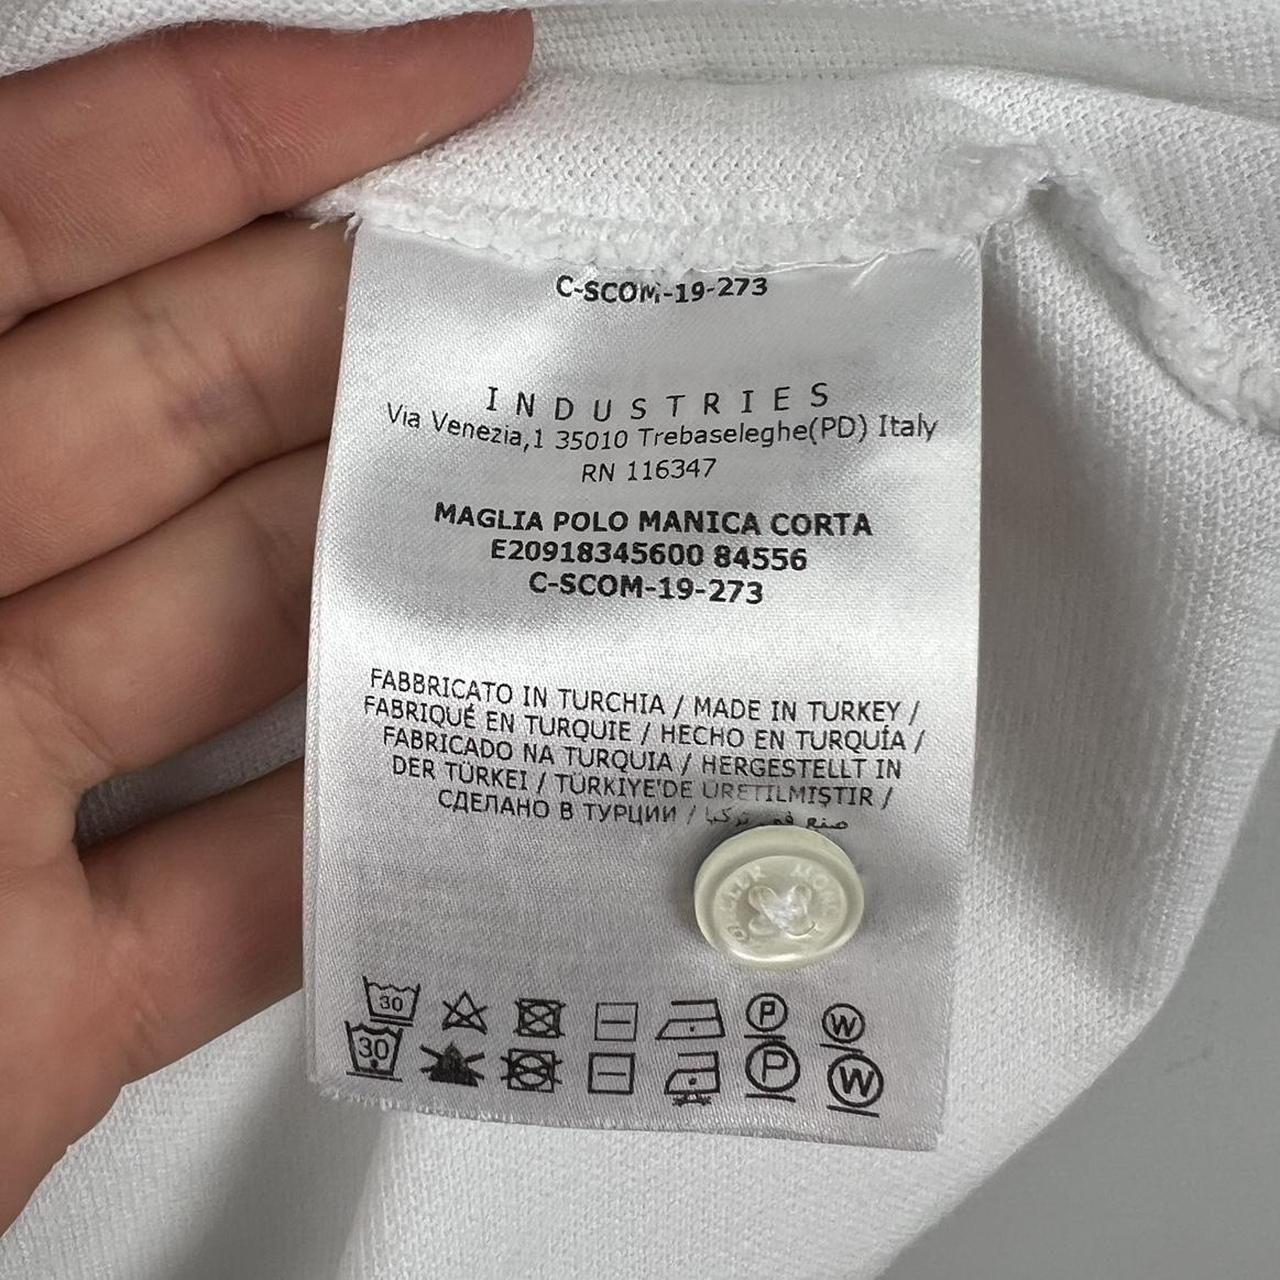 C-SCOM-19-273
INDUSTRIES
Via Venezia,1 35010 Trebaseleghe(PD) Italy
RN 116347
MAGLIA POLO MANICA CORTA
E20918345600 84556
C-SCOM-19-273
FABBRICATO IN TURCHIA / MADE IN TURKEY /
FABRIQUÉ EN TURQUIE / HECHO EN TURQUÍA /
FABRICADO NA TURQUIA / HERGESTELLT IN
DER TÜRKEI / TÜRKIYE'DE ÜRETILMIŞTIR /
СДЕЛАНО В ТУРЦИИ / صنع في تركيا
30 P W
30 P W